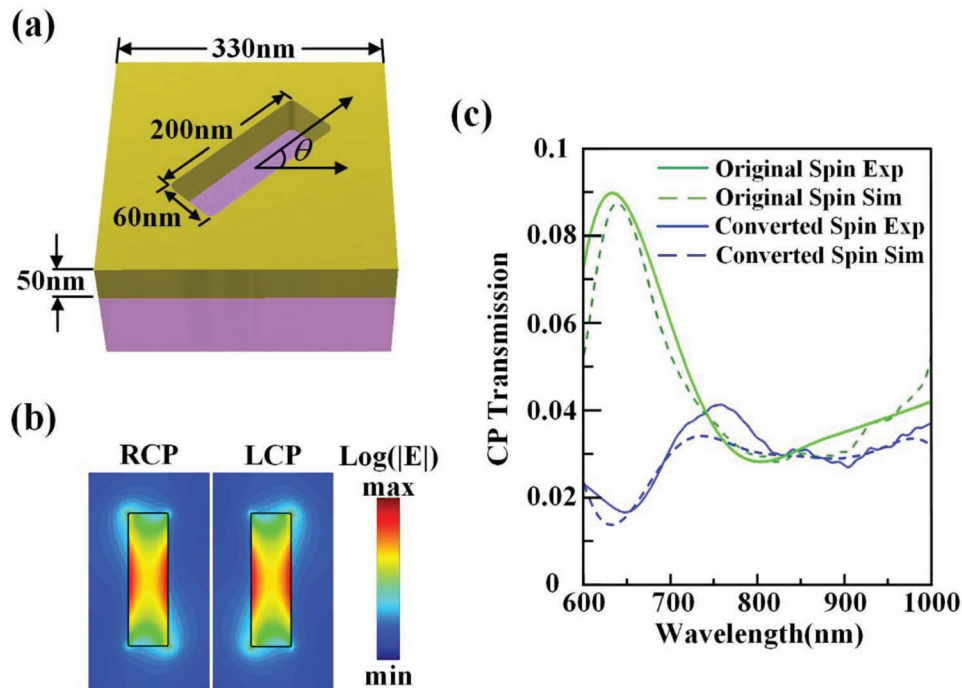 (a)
330nm
200nm
θ
60nm
50nm
(b)
RCP
LCP
Log(|E|)
max
min
(c)
0.1
0.08
0.06
0.04
0.02
0
CP Transmission
Original Spin Exp
Original Spin Sim
Converted Spin Exp
Converted Spin Sim
600
700
800
900
1000
Wavelength(nm)